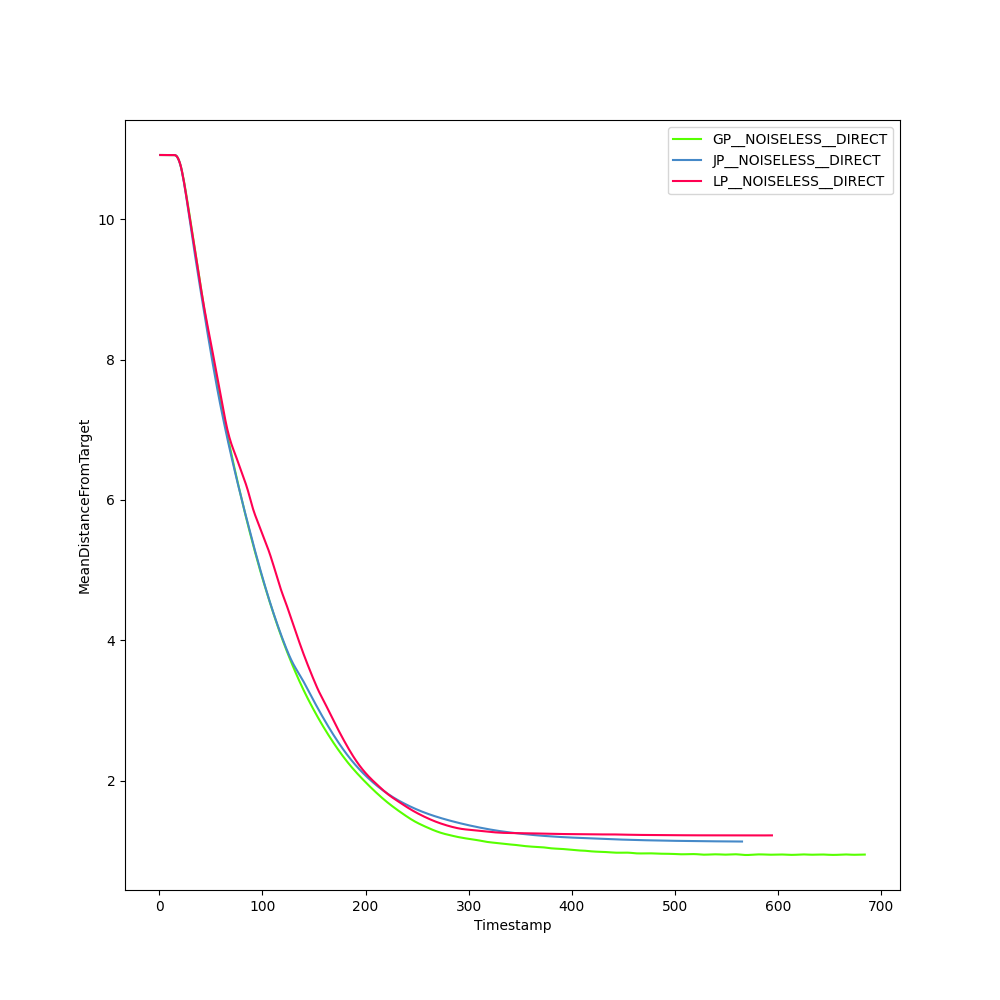 GP__NOISELESS__DIRECT
JP__NOISELESS__DIRECT
LP__NOISELESS__DIRECT
10
8
6
4
2
MeanDistanceFromTarget
0 100 200 300 400 500 600 700
Timestamp